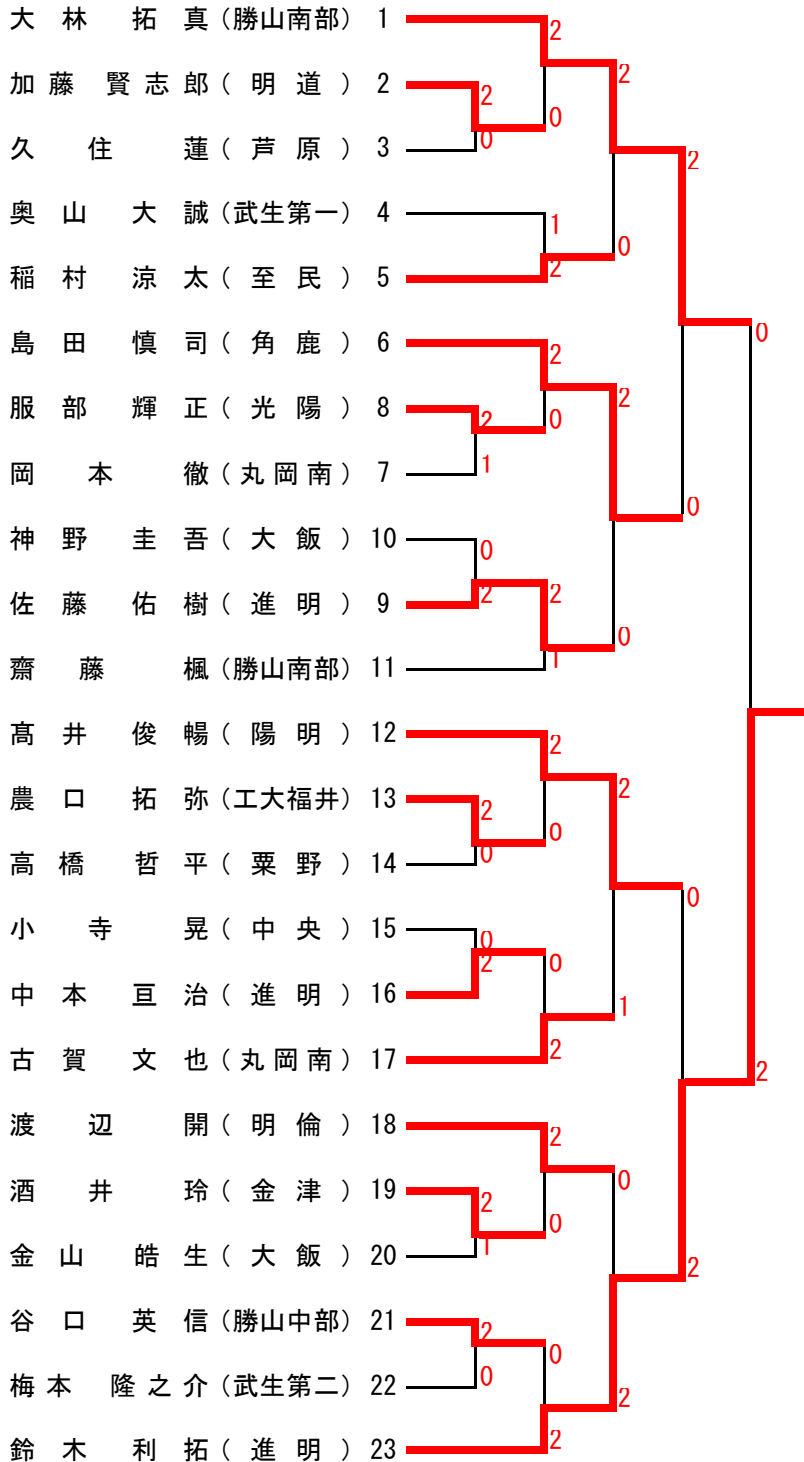 大林拓真(勝山南部) 1
2
2
加藤賢志郎(明道) 2
2
0
0
久住蓮(芦原) 3
2
奥山大誠(武生第一) 4
1
0
稲村涼太(至民) 5
2
島田慎司(角鹿) 6
2
0
2
服部輝正(光陽) 8
2
0
岡本徹(丸岡南) 7
1
0
神野圭吾(大飯) 10
0
佐藤佑樹(進明) 9
2
2
0
齋藤楓(勝山南部) 11
1
髙井俊暢(陽明) 12
2
2
農口拓弥(工大福井) 13
2
0
高橋哲平(粟野) 14
0
0
小寺晃(中央) 15
0
0
中本亘治(進明) 16
2
1
古賀文也(丸岡南) 17
2
2
渡辺開(明倫) 18
2
0
酒井玲(金津) 19
2
0
金山皓生(大飯) 20
1
2
谷口英信(勝山中部) 21
2
0
梅本隆之介(武生第二) 22
0
2
鈴木利拓(進明) 23
2